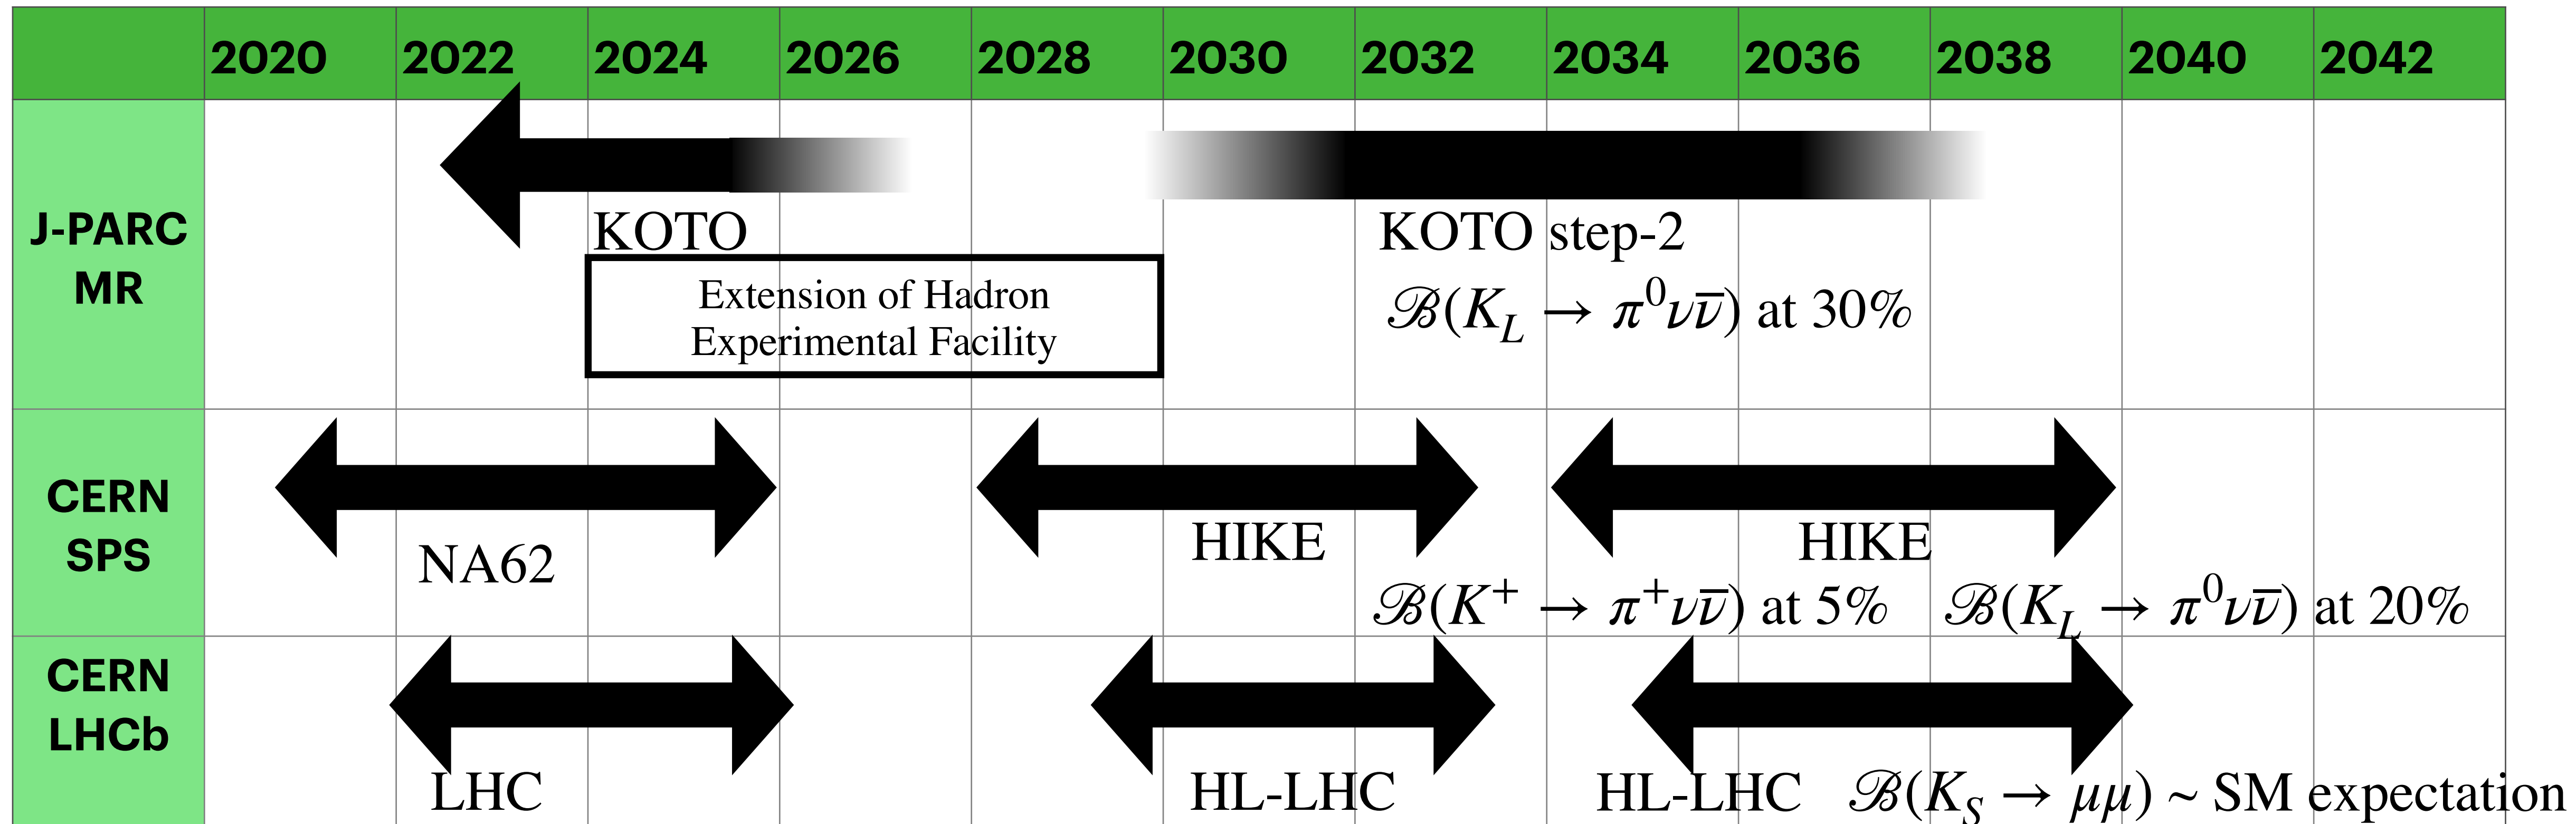 2020 2022 2024 2026 2028 2030 2032 2034 2036 2038 2040 2042
J-PARC
MR
KOTO
KOTO step-2
Extension of Hadron
Experimental Facility
ℬ(K_L → π⁰νν̅) at 30%
CERN
SPS
NA62
HIKE
HIKE
ℬ(K⁺ → π⁺νν̅) at 5%
ℬ(K_L → π⁰νν̅) at 20%
CERN
LHCb
LHC
HL-LHC
HL-LHC
ℬ(K_S → μμ) ~ SM expectation